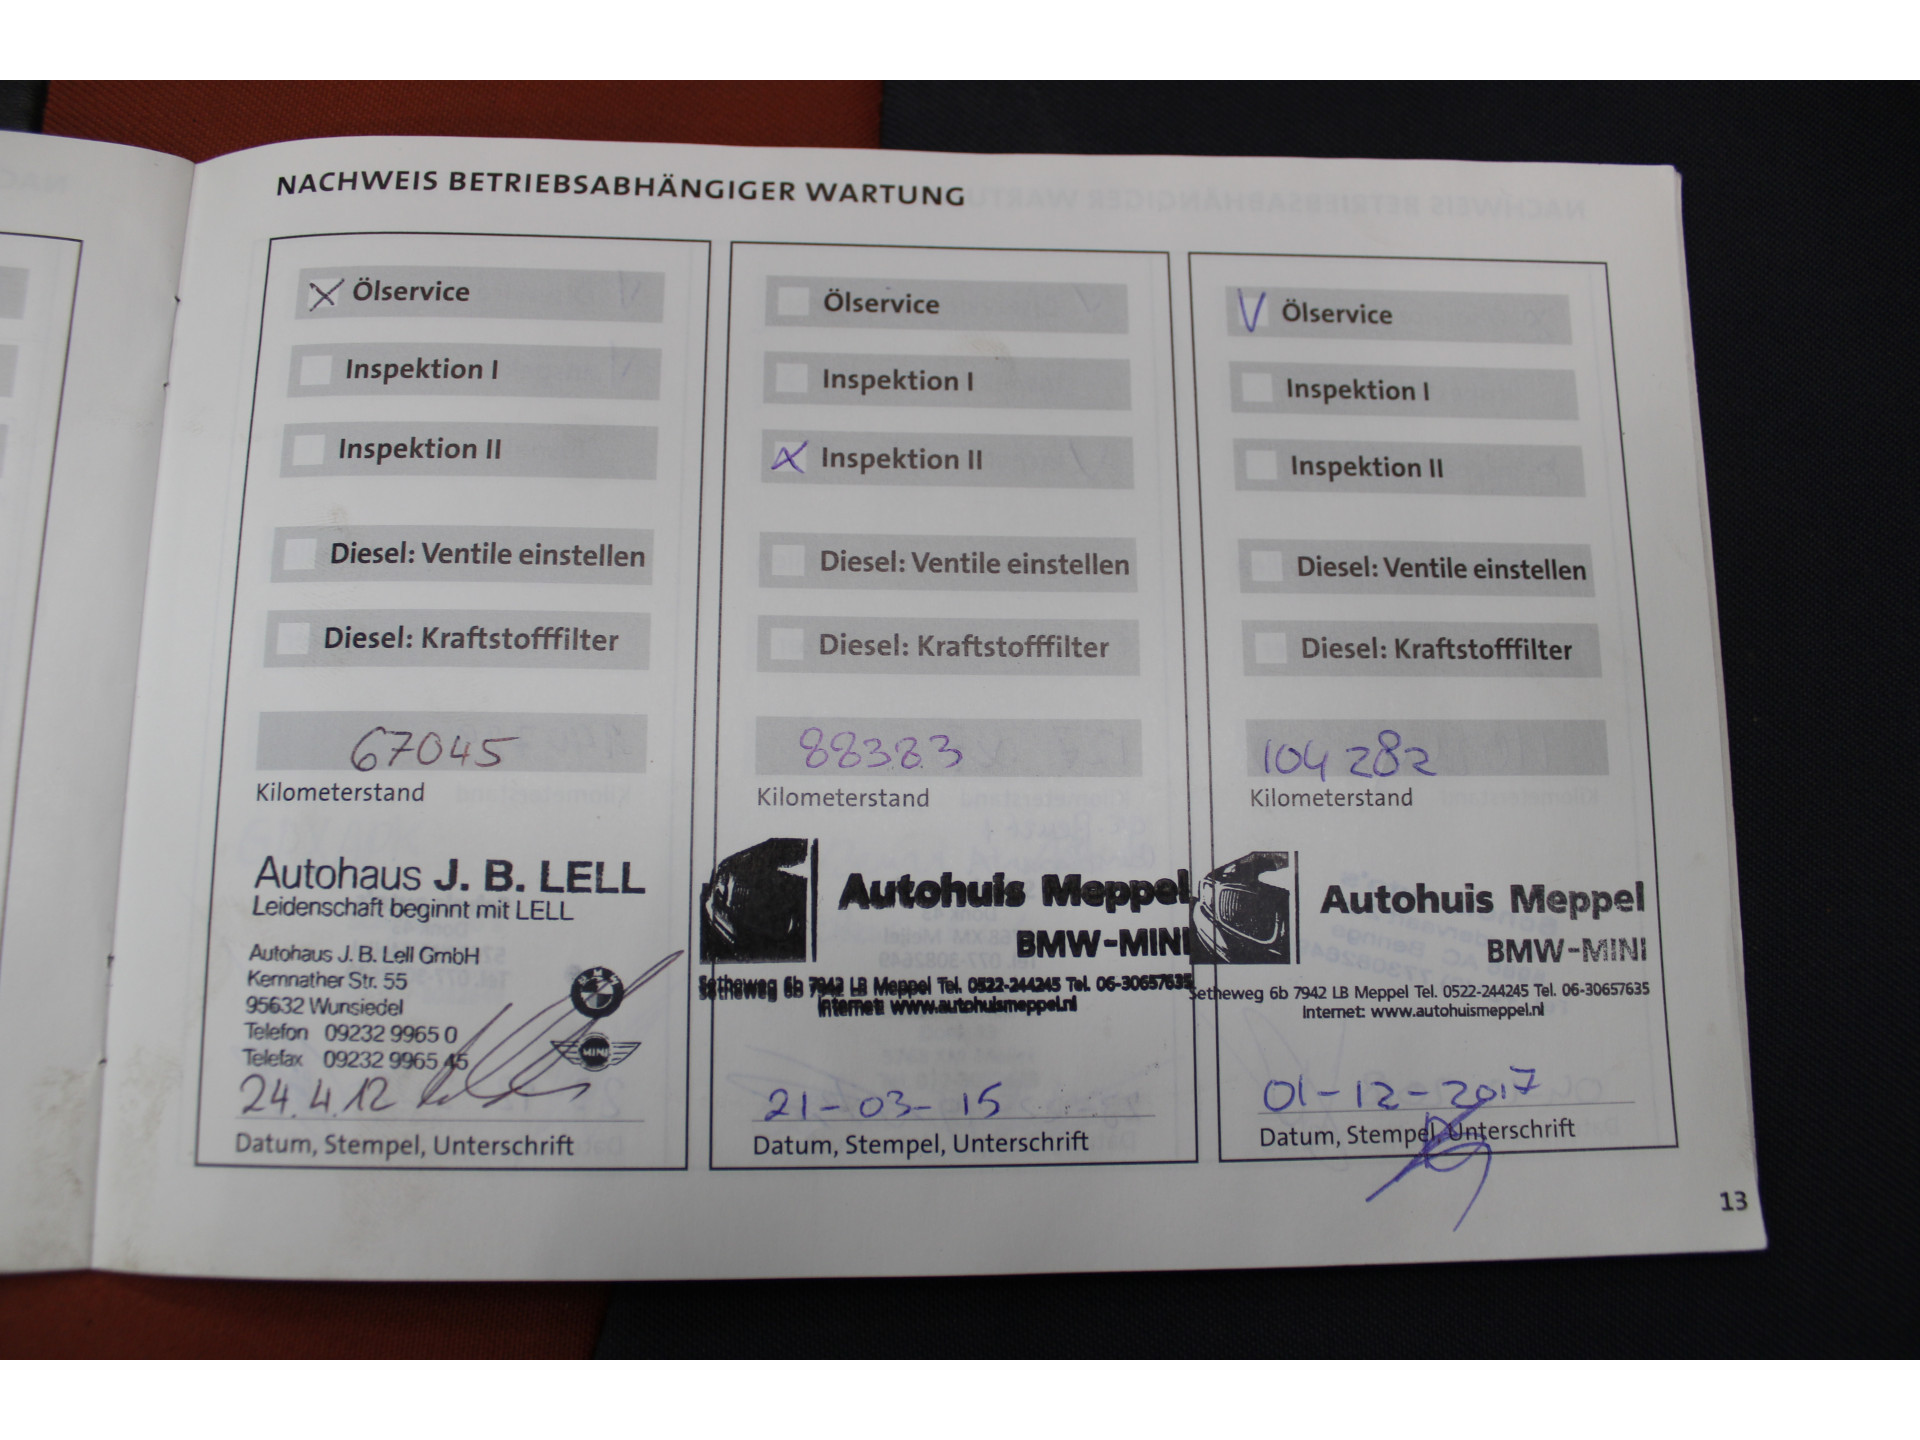 NACHWEIS BETRIEBSABHÄNGIGER WARTUNG
Ölservice
Inspektion I
Inspektion II
Diesel: Ventile einstellen
Diesel: Kraftstofffilter
67045
Kilometerstand
Autohaus J. B. LELL
Leidenschaft beginnt mit LELL
Autohaus J. B. Lell GmbH
Kemnather Str. 55
95632 Wunsiedel
Telefon 09232 9965 0
Telefax 09232 9965 45
MINI
24.4.12
Datum, Stempel, Unterschrift
Ölservice
Inspektion I
Inspektion II
Diesel: Ventile einstellen
Diesel: Kraftstofffilter
88383
Kilometerstand
Autohuis Meppel
BMW-MINI
Setheweg 6b 7942 LB Meppel Tel. 0522-244245 Tel. 06-30657635
Internet: www.autohuismeppel.nl
21-03-15
Datum, Stempel, Unterschrift
Ölservice
Inspektion I
Inspektion II
Diesel: Ventile einstellen
Diesel: Kraftstofffilter
104282
Kilometerstand
Autohuis Meppel
BMW-MINI
Setheweg 6b 7942 LB Meppel Tel. 0522-244245 Tel. 06-30657635
Internet: www.autohuismeppel.nl
01-12-2017
Datum, Stempel, Unterschrift
13